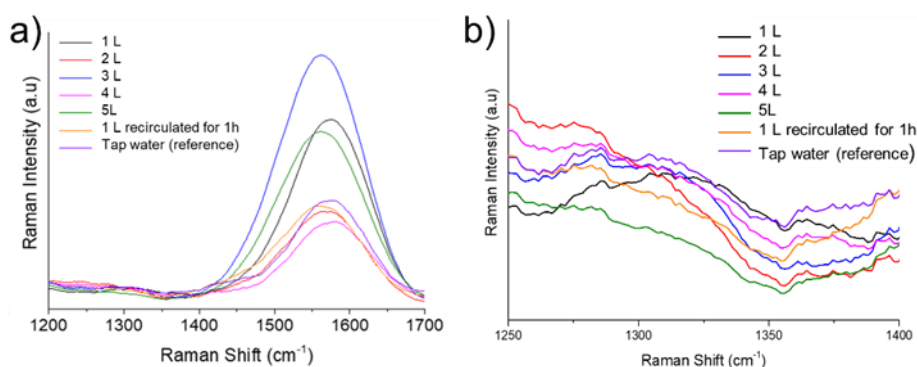 a)
1 L
2 L
3 L
4 L
5L
1 L recirculated for 1h
Tap water (reference)
Raman Intensity (a.u)
1200 1300 1400 1500 1600 1700
Raman Shift (cm⁻¹)
b)
1 L
2 L
3 L
4 L
5L
1 L recirculated for 1h
Tap water (reference)
Raman Intensity (a.u)
1250 1300 1350 1400
Raman Shift (cm⁻¹)